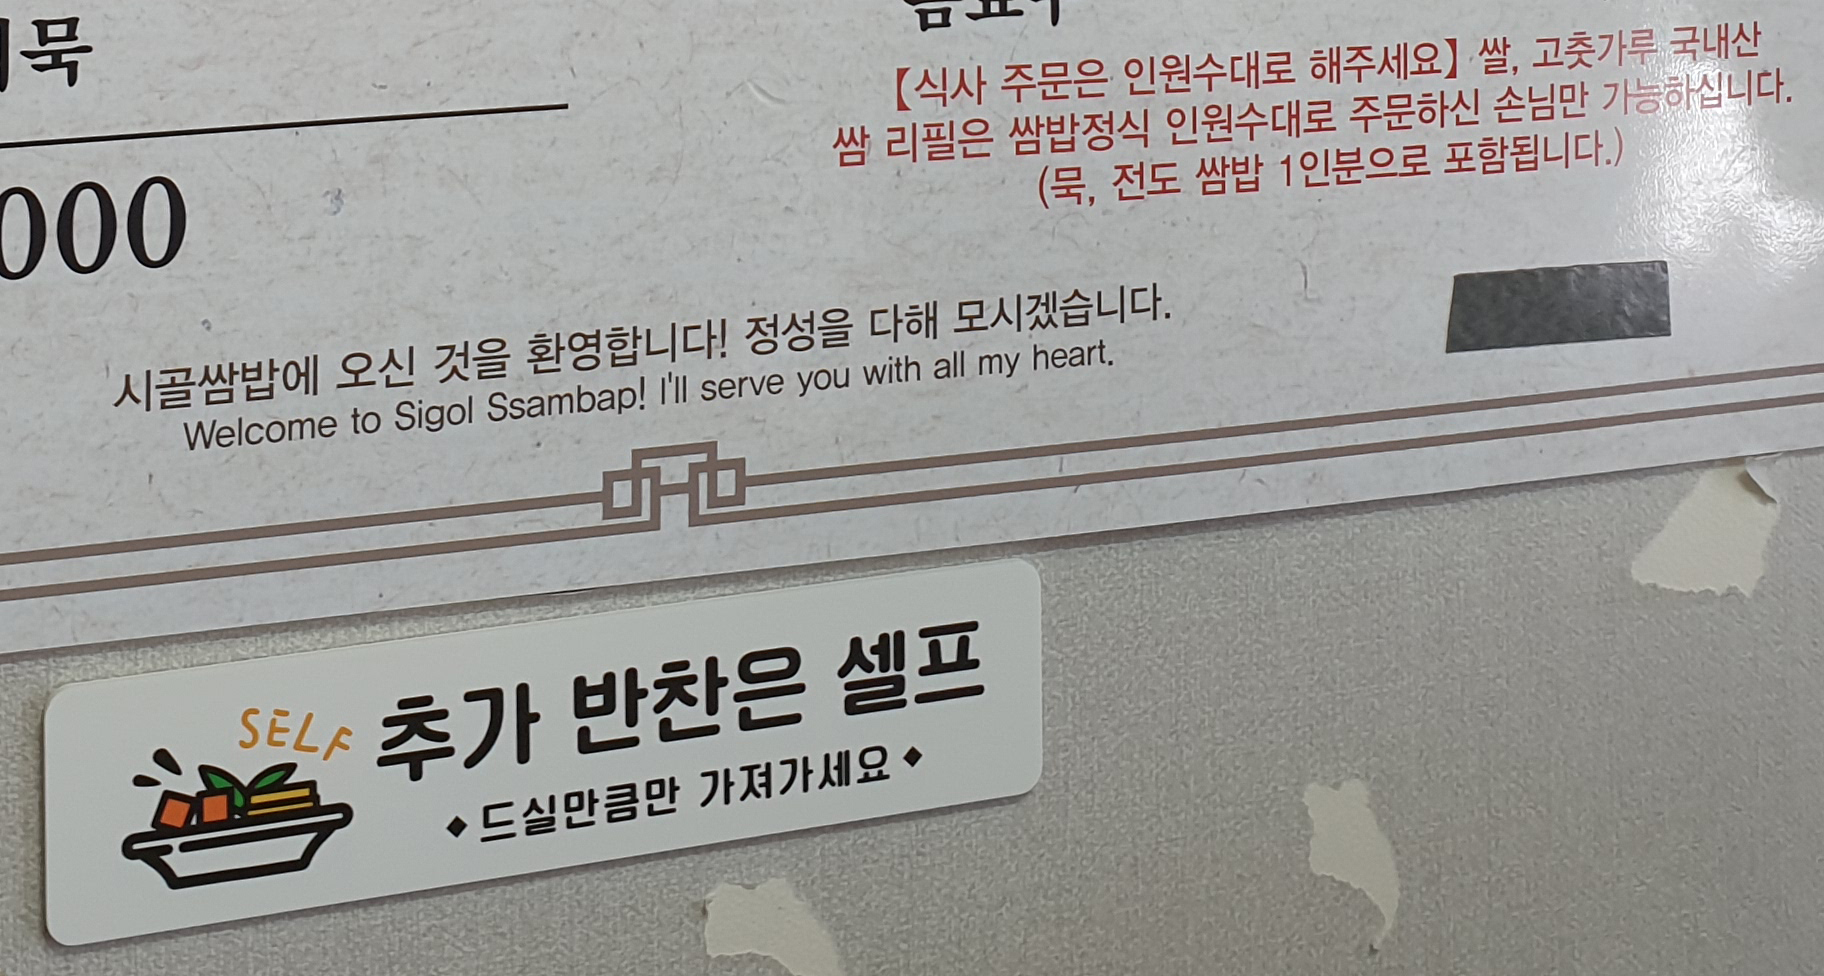 묵
000
【식사 주문은 인원수대로 해주세요】 쌀, 고춧가루 국내산
쌈 리필은 쌈밥정식 인원수대로 주문하신 손님만 가능하십니다.
(묵, 전도 쌈밥 1인분으로 포함됩니다.)
시골쌈밥에 오신 것을 환영합니다! 정성을 다해 모시겠습니다.
Welcome to Sigol Ssambap! I'll serve you with all my heart.
SELF
추가 반찬은 셀프
◆ 드실만큼만 가져가세요 ◆